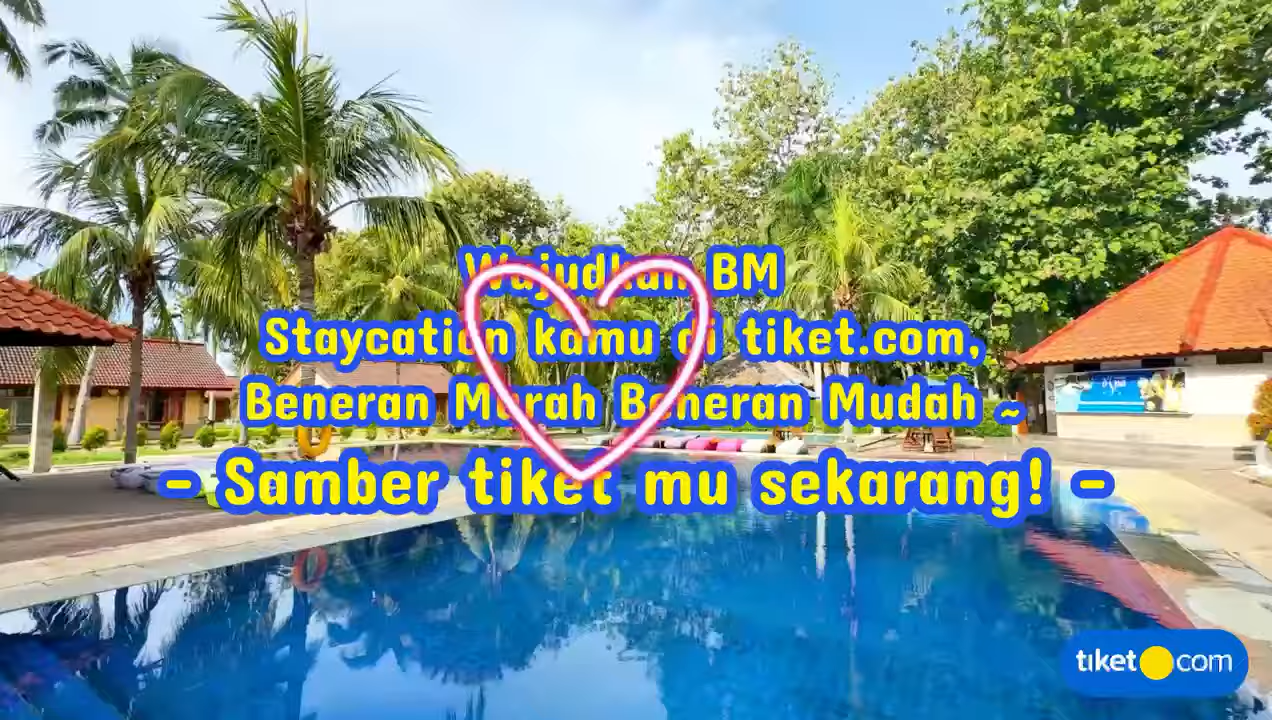 Wujudkan BM
Staycation kamu di tiket.com,
Beneran Murah Beneran Mudah ~
- Samber tiket mu sekarang! -
tiket com